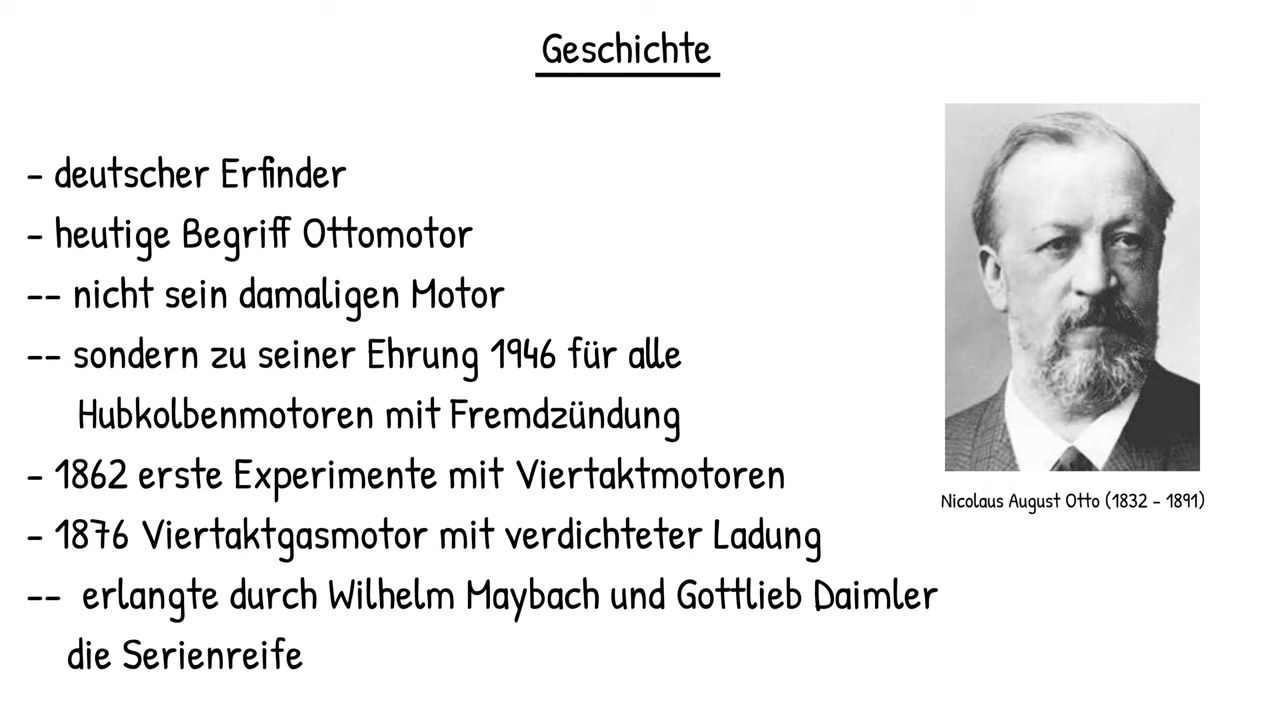 Geschichte
- deutscher Erfinder
- heutige Begriff Ottomotor
-- nicht sein damaligen Motor
-- sondern zu seiner Ehrung 1946 für alle
Hubkolbenmotoren mit Fremdzündung
- 1862 erste Experimente mit Viertaktmotoren
- 1876 Viertaktgasmotor mit verdichteter Ladung
-- erlangte durch Wilhelm Maybach und Gottlieb Daimler
die Serienreife
Nicolaus August Otto (1832 - 1891)